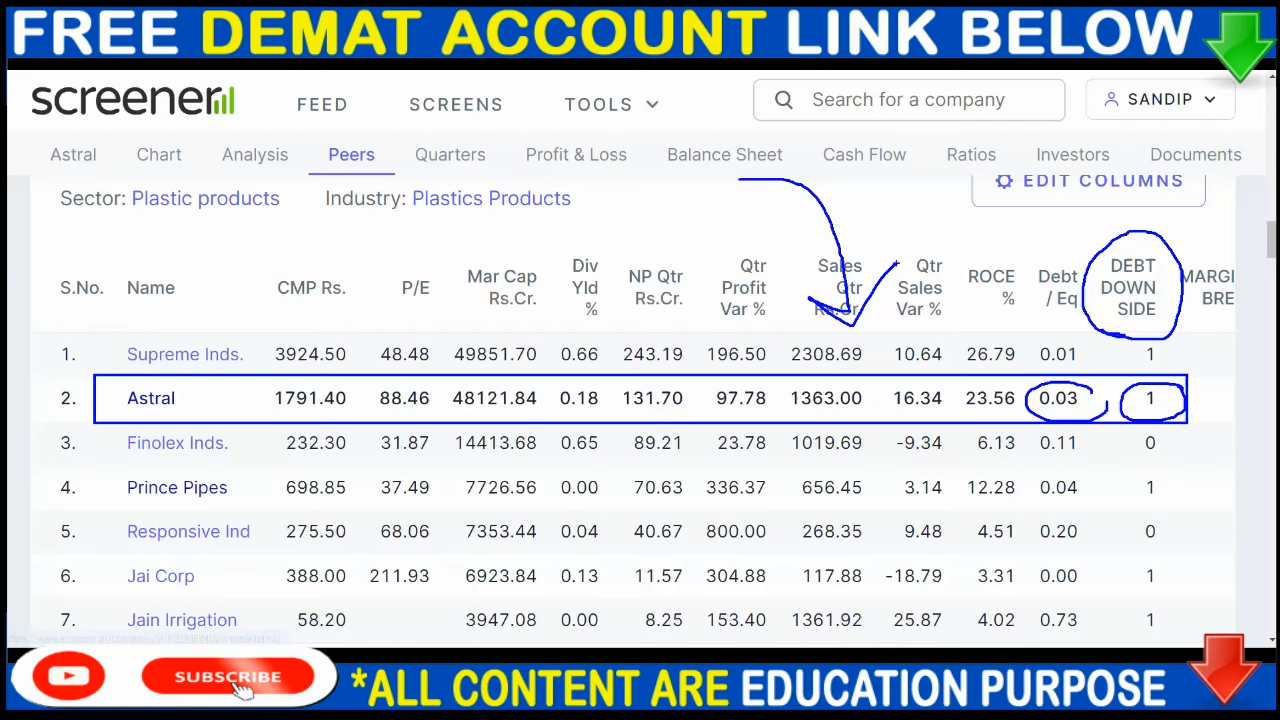 FREE DEMAT ACCOUNT LINK BELOW
screener FEED SCREENS TOOLS Search for a company SANDIP
Astral Chart Analysis Peers Quarters Profit & Loss Balance Sheet Cash Flow Ratios Investors Documents
Sector: Plastic products Industry: Plastics Products EDIT COLUMNS
S.No. Name CMP Rs. P/E Mar Cap Rs.Cr. Div Yld % NP Qtr Rs.Cr. Qtr Profit Var % Sales Qtr Rs.Cr. Qtr Sales Var % ROCE % Debt / Eq DEBT DOWN SIDE MARGI BRE
1. Supreme Inds. 3924.50 48.48 49851.70 0.66 243.19 196.50 2308.69 10.64 26.79 0.01 1
2. Astral 1791.40 88.46 48121.84 0.18 131.70 97.78 1363.00 16.34 23.56 0.03 1
3. Finolex Inds. 232.30 31.87 14413.68 0.65 89.21 23.78 1019.69 -9.34 6.13 0.11 0
4. Prince Pipes 698.85 37.49 7726.56 0.00 70.63 336.37 656.45 3.14 12.28 0.04 1
5. Responsive Ind 275.50 68.06 7353.44 0.04 40.67 800.00 268.35 9.48 4.51 0.20 0
6. Jai Corp 388.00 211.93 6923.84 0.13 11.57 304.88 117.88 -18.79 3.31 0.00 1
7. Jain Irrigation 58.20 3947.08 0.00 8.25 153.40 1361.92 25.87 4.02 0.73 1
SUBSCRIBE *ALL CONTENT ARE EDUCATION PURPOSE